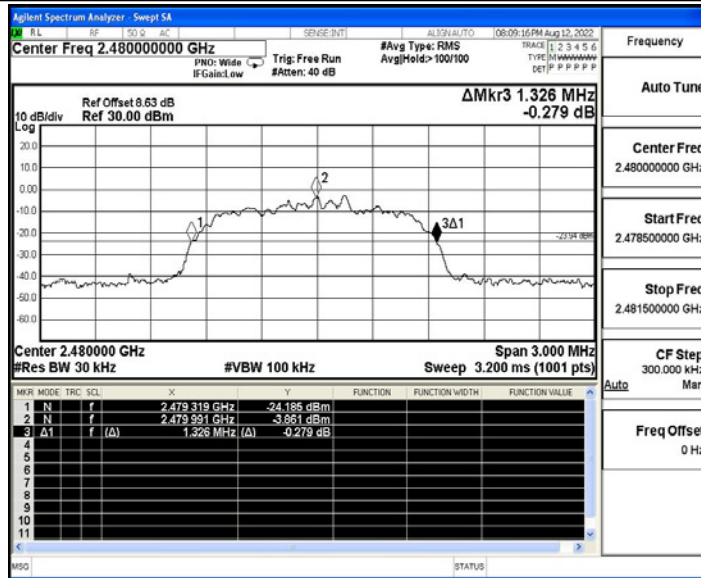 Agilent Spectrum Analyzer - Swept SA
RL RF 50 Ω AC SENSE:INT ALIGN AUTO 08:09:16 PM Aug 12, 2022
Center Freq 2.480000000 GHz
PNO: Wide
IFGain:Low
Trig: Free Run
#Atten: 40 dB
#Avg Type: RMS
Avg|Hold:> 100/100
TRACE 1 2 3 4 5 6
TYPE MWWWWW
DET P P P P P P
Ref Offset 8.63 dB
10 dB/div Ref 30.00 dBm
Log
ΔMkr3 1.326 MHz
-0.279 dB
20.0
10.0
0.00
-10.0
-20.0
-30.0
-40.0
-50.0
-60.0
1
2
3Δ1
-23.94 dBm
Center 2.480000 GHz Span 3.000 MHz
#Res BW 30 kHz #VBW 100 kHz Sweep 3.200 ms (1001 pts)
MKR MODE TRC SCL X Y FUNCTION FUNCTION WIDTH FUNCTION VALUE
1 N f 2.479 319 GHz -24.185 dBm
2 N f 2.479 991 GHz -3.861 dBm
3 Δ1 f (Δ) 1.326 MHz (Δ) -0.279 dB
4
5
6
7
8
9
10
11
MSG STATUS
Frequency
Auto Tune
Center Freq
2.480000000 GHz
Start Freq
2.478500000 GHz
Stop Freq
2.481500000 GHz
CF Step
300.000 kHz
Auto Man
Freq Offset
0 Hz